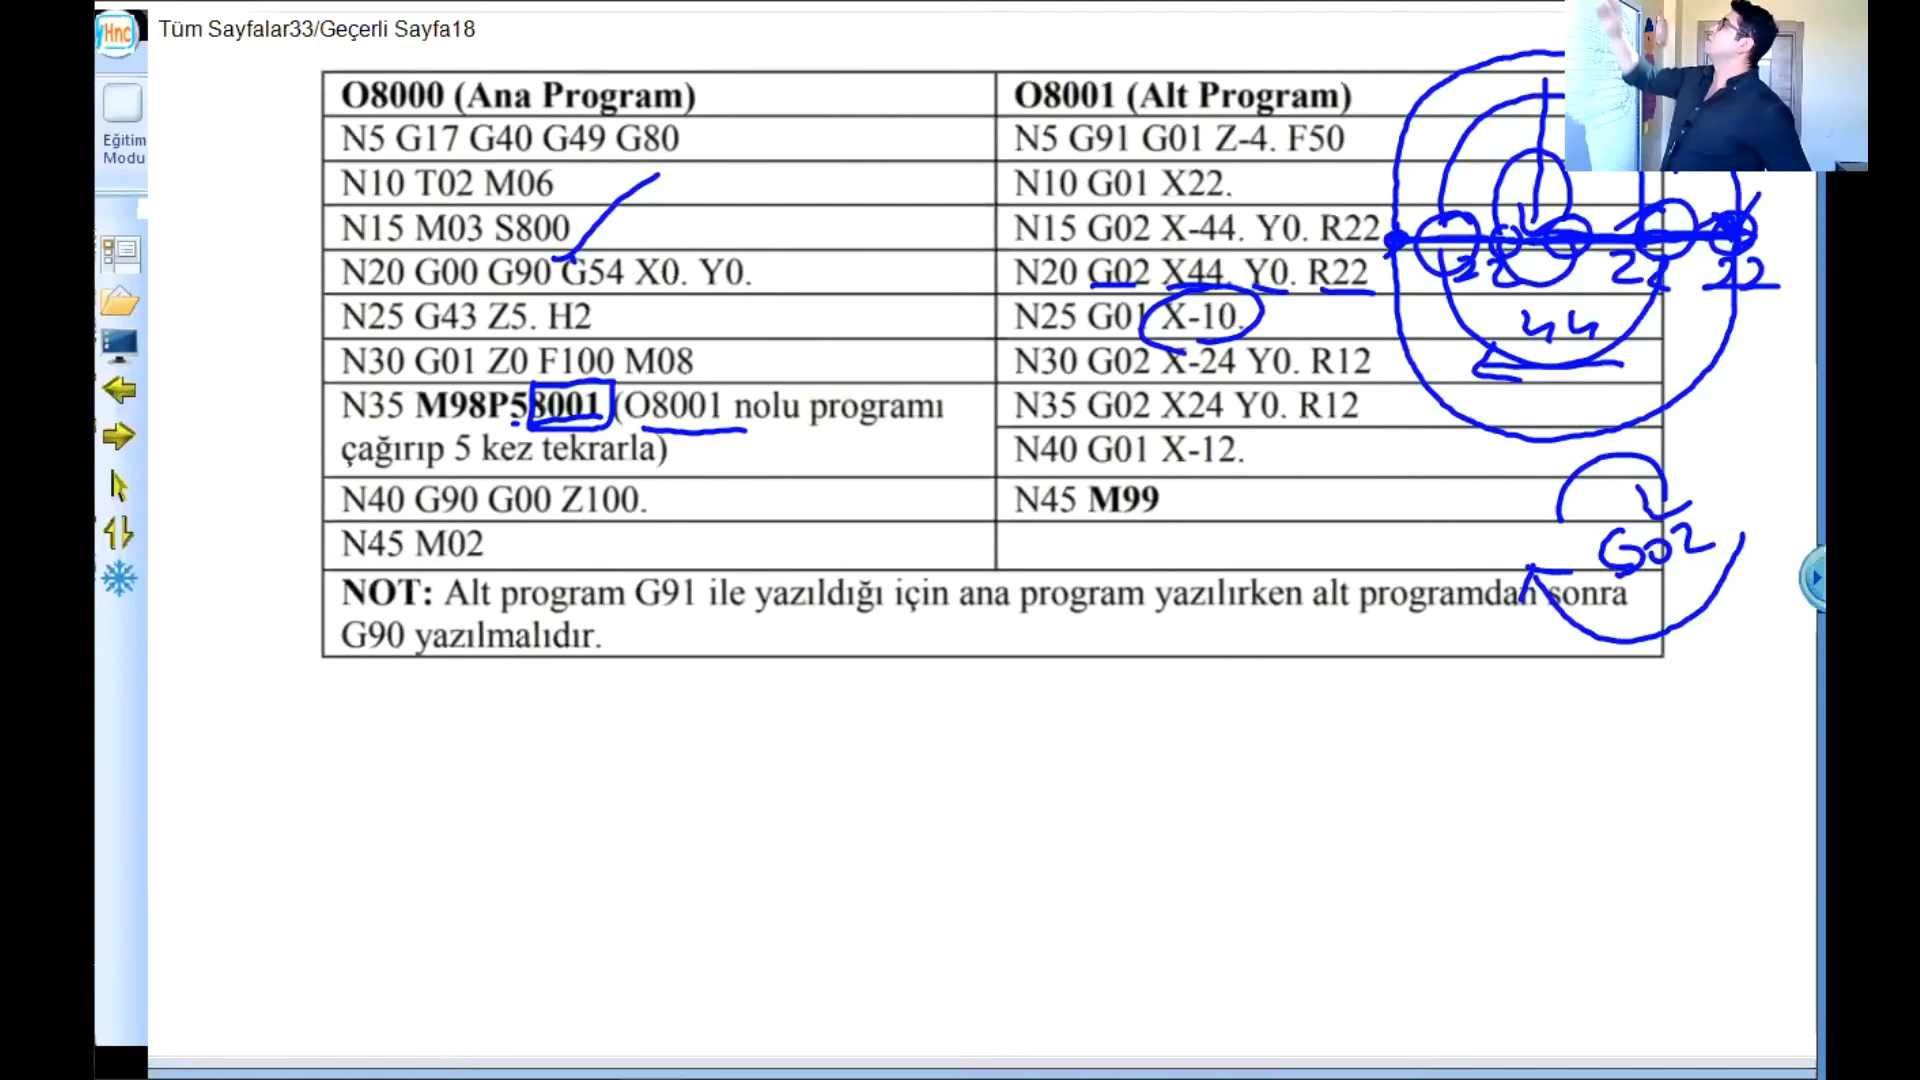 Hnc
Tüm Sayfalar33/Geçerli Sayfa18
Eğitim
Modu
O8000 (Ana Program)
N5 G17 G40 G49 G80
N10 T02 M06
N15 M03 S800
N20 G00 G90 G54 X0. Y0.
N25 G43 Z5. H2
N30 G01 Z0 F100 M08
N35 M98P58001 (O8001 nolu programı
çağırıp 5 kez tekrarla)
N40 G90 G00 Z100.
N45 M02
O8001 (Alt Program)
N5 G91 G01 Z-4. F50
N10 G01 X22.
N15 G02 X-44. Y0. R22
N20 G02 X44. Y0. R22
N25 G01 X-10.
N30 G02 X-24 Y0. R12
N35 G02 X24 Y0. R12
N40 G01 X-12.
N45 M99
NOT: Alt program G91 ile yazıldığı için ana program yazılırken alt programdan sonra
G90 yazılmalıdır.
22 22 22
44
G02